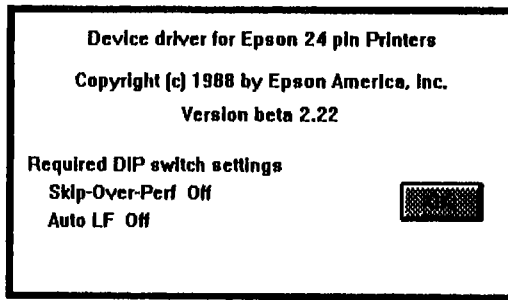 Device driver for Epson 24 pin Printers
Copyright (c) 1988 by Epson America, Inc.
Version beta 2.22
Required DIP switch settings
Skip-Over-Perf Off
Auto LF Off